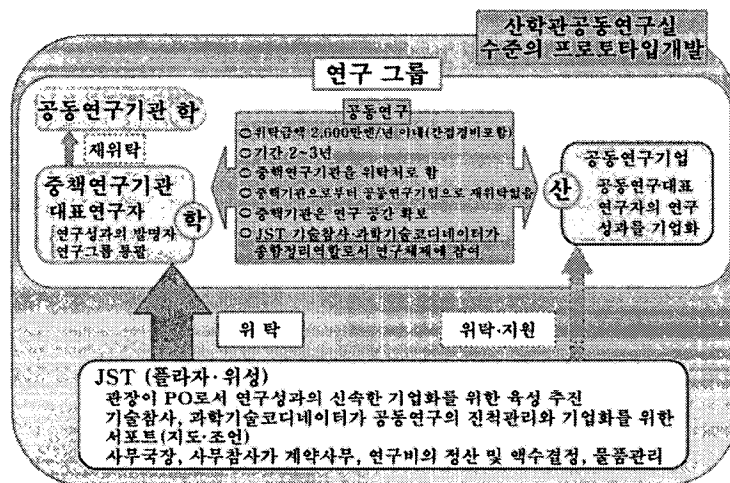 산학관공동연구실
수준의 프로토타입개발
연구 그룹
공동연구기관 학
재위탁
중책연구기관
대표연구자
연구성과의 발명자
연구그룹 통괄
학
공동연구
위탁금액 2,600만엔/년 이내(간접경비포함)
기간 2~3년
중핵연구기관을 위탁처로 함
중핵기관으로부터 공동연구기업으로 재위탁없음
중핵기관은 연구 공간 확보
JST 기술참사·과학기술코디네이터가
종합정리역할로서 연구체제에 참여
산
공동연구기업
공동연구대표
연구자의 연구
성과를 기업화
위 탁
위탁·지원
JST (플라자·위성)
관장이 PO로서 연구성과의 신속한 기업화를 위한 육성 추진
기술참사, 과학기술코디네이터가 공동연구의 진척관리와 기업화를 위한
서포트(지도·조언)
사무국장, 사무참사가 계약사무, 연구비의 정산 및 액수결정, 물품관리